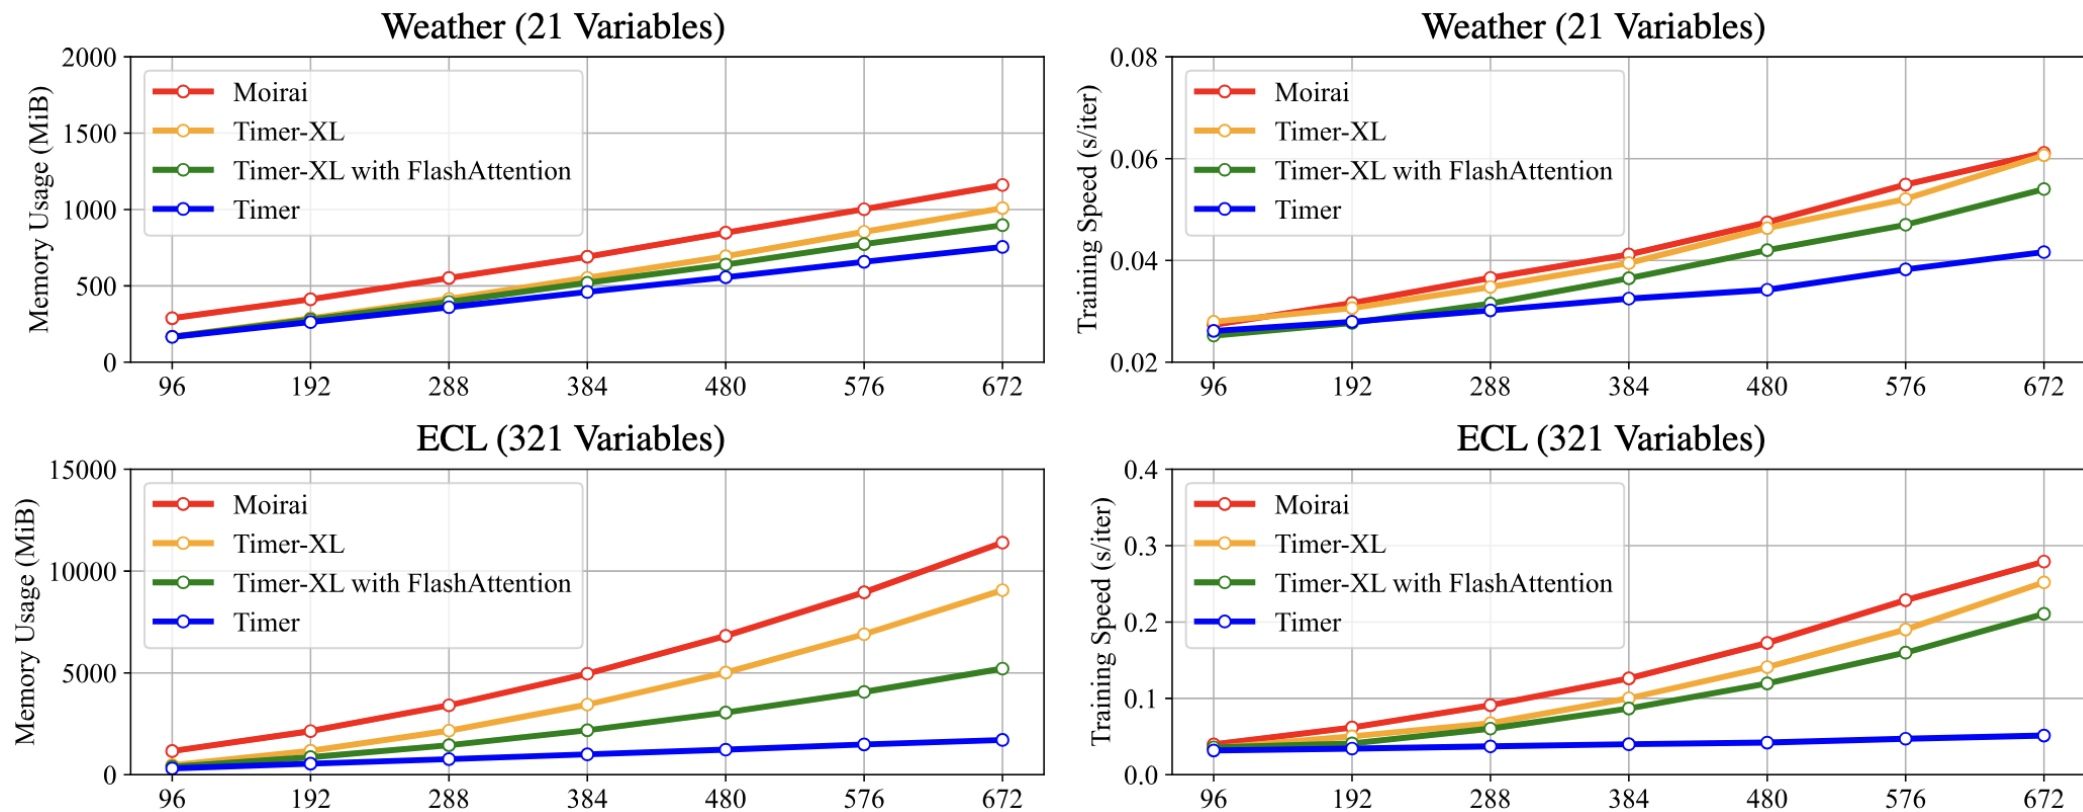 Weather (21 Variables)
Memory Usage (MiB)
2000
1500
1000
500
0
Moirai
Timer-XL
Timer-XL with FlashAttention
Timer
96 192 288 384 480 576 672
Weather (21 Variables)
Training Speed (s/iter)
0.08
0.06
0.04
0.02
Moirai
Timer-XL
Timer-XL with FlashAttention
Timer
96 192 288 384 480 576 672
ECL (321 Variables)
Memory Usage (MiB)
15000
10000
5000
0
Moirai
Timer-XL
Timer-XL with FlashAttention
Timer
96 192 288 384 480 576 672
ECL (321 Variables)
Training Speed (s/iter)
0.4
0.3
0.2
0.1
0.0
Moirai
Timer-XL
Timer-XL with FlashAttention
Timer
96 192 288 384 480 576 672